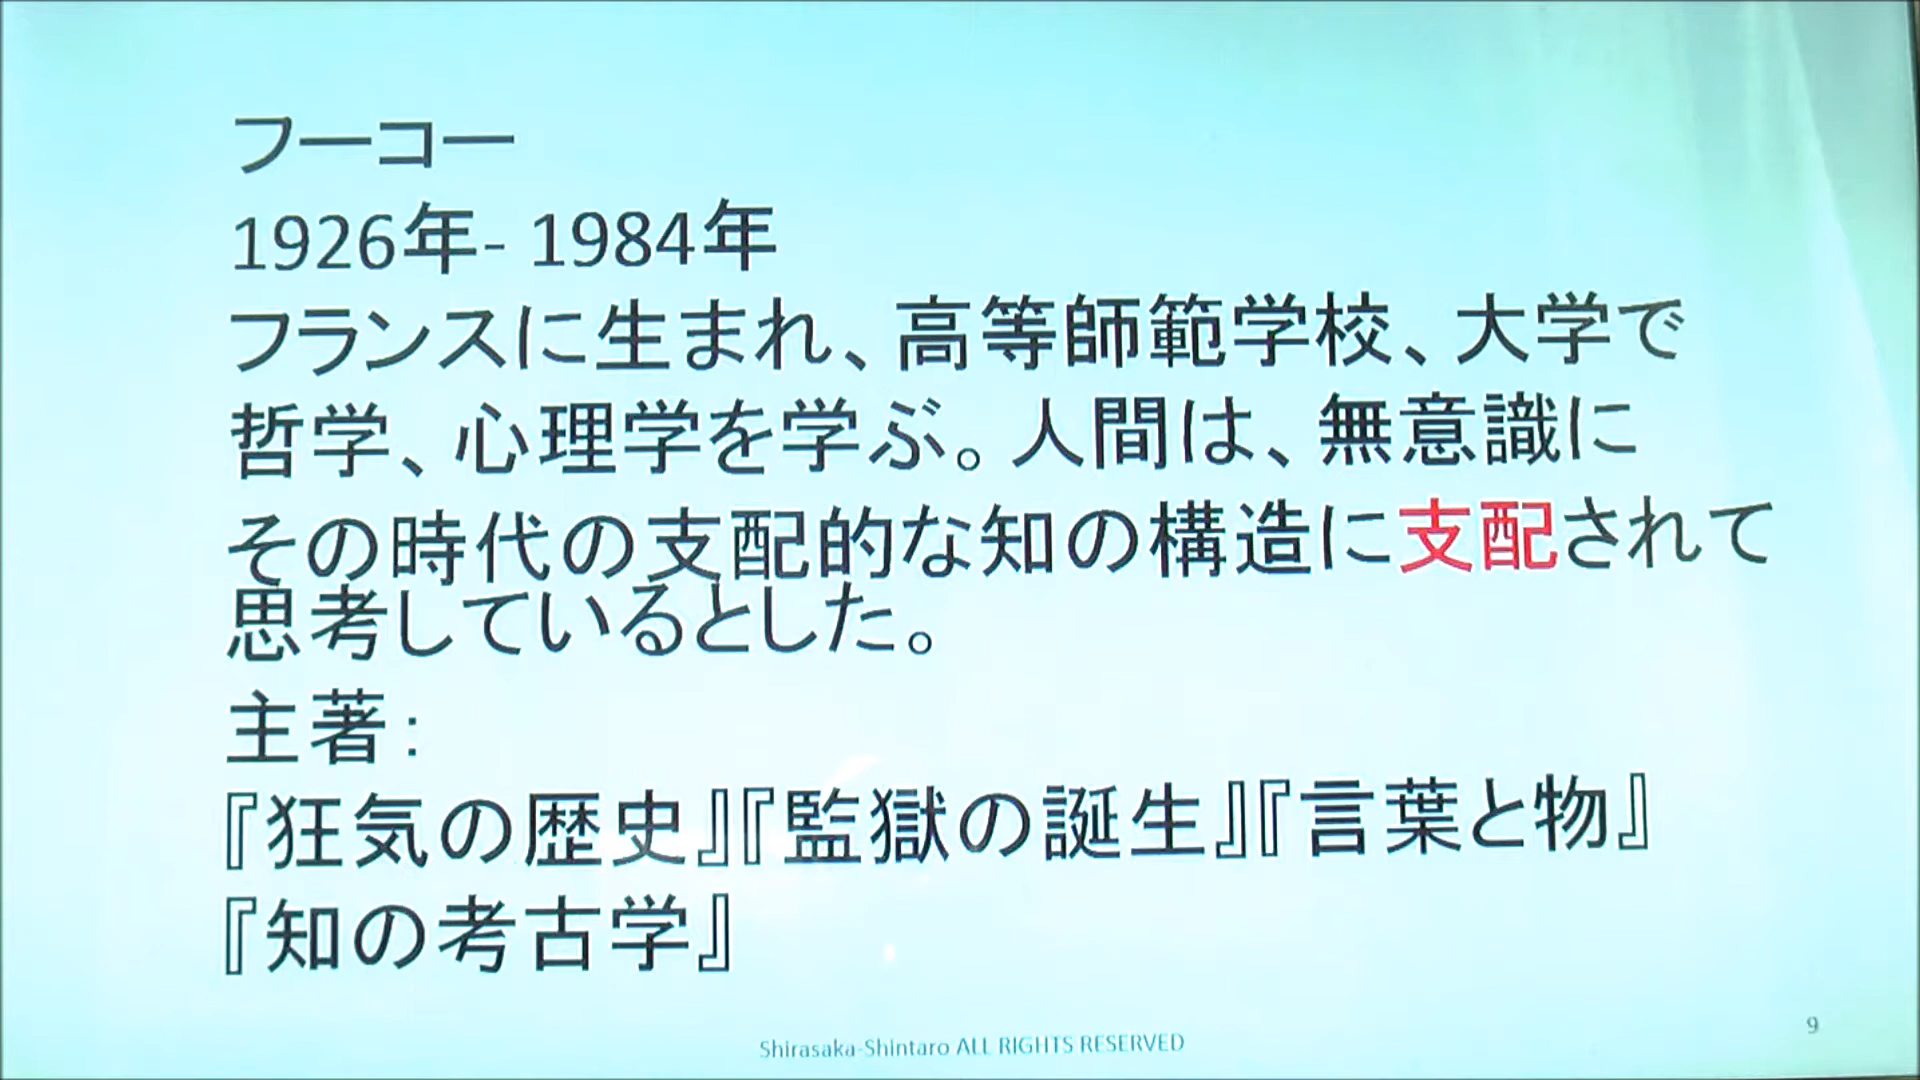 フーコー
1926年- 1984年
フランスに生まれ、高等師範学校、大学で
哲学、心理学を学ぶ。人間は、無意識に
その時代の支配的な知の構造に支配されて
思考しているとした。
主著：
『狂気の歴史』『監獄の誕生』『言葉と物』
『知の考古学』
Shirasaka-Shintaro ALL RIGHTS RESERVED
9